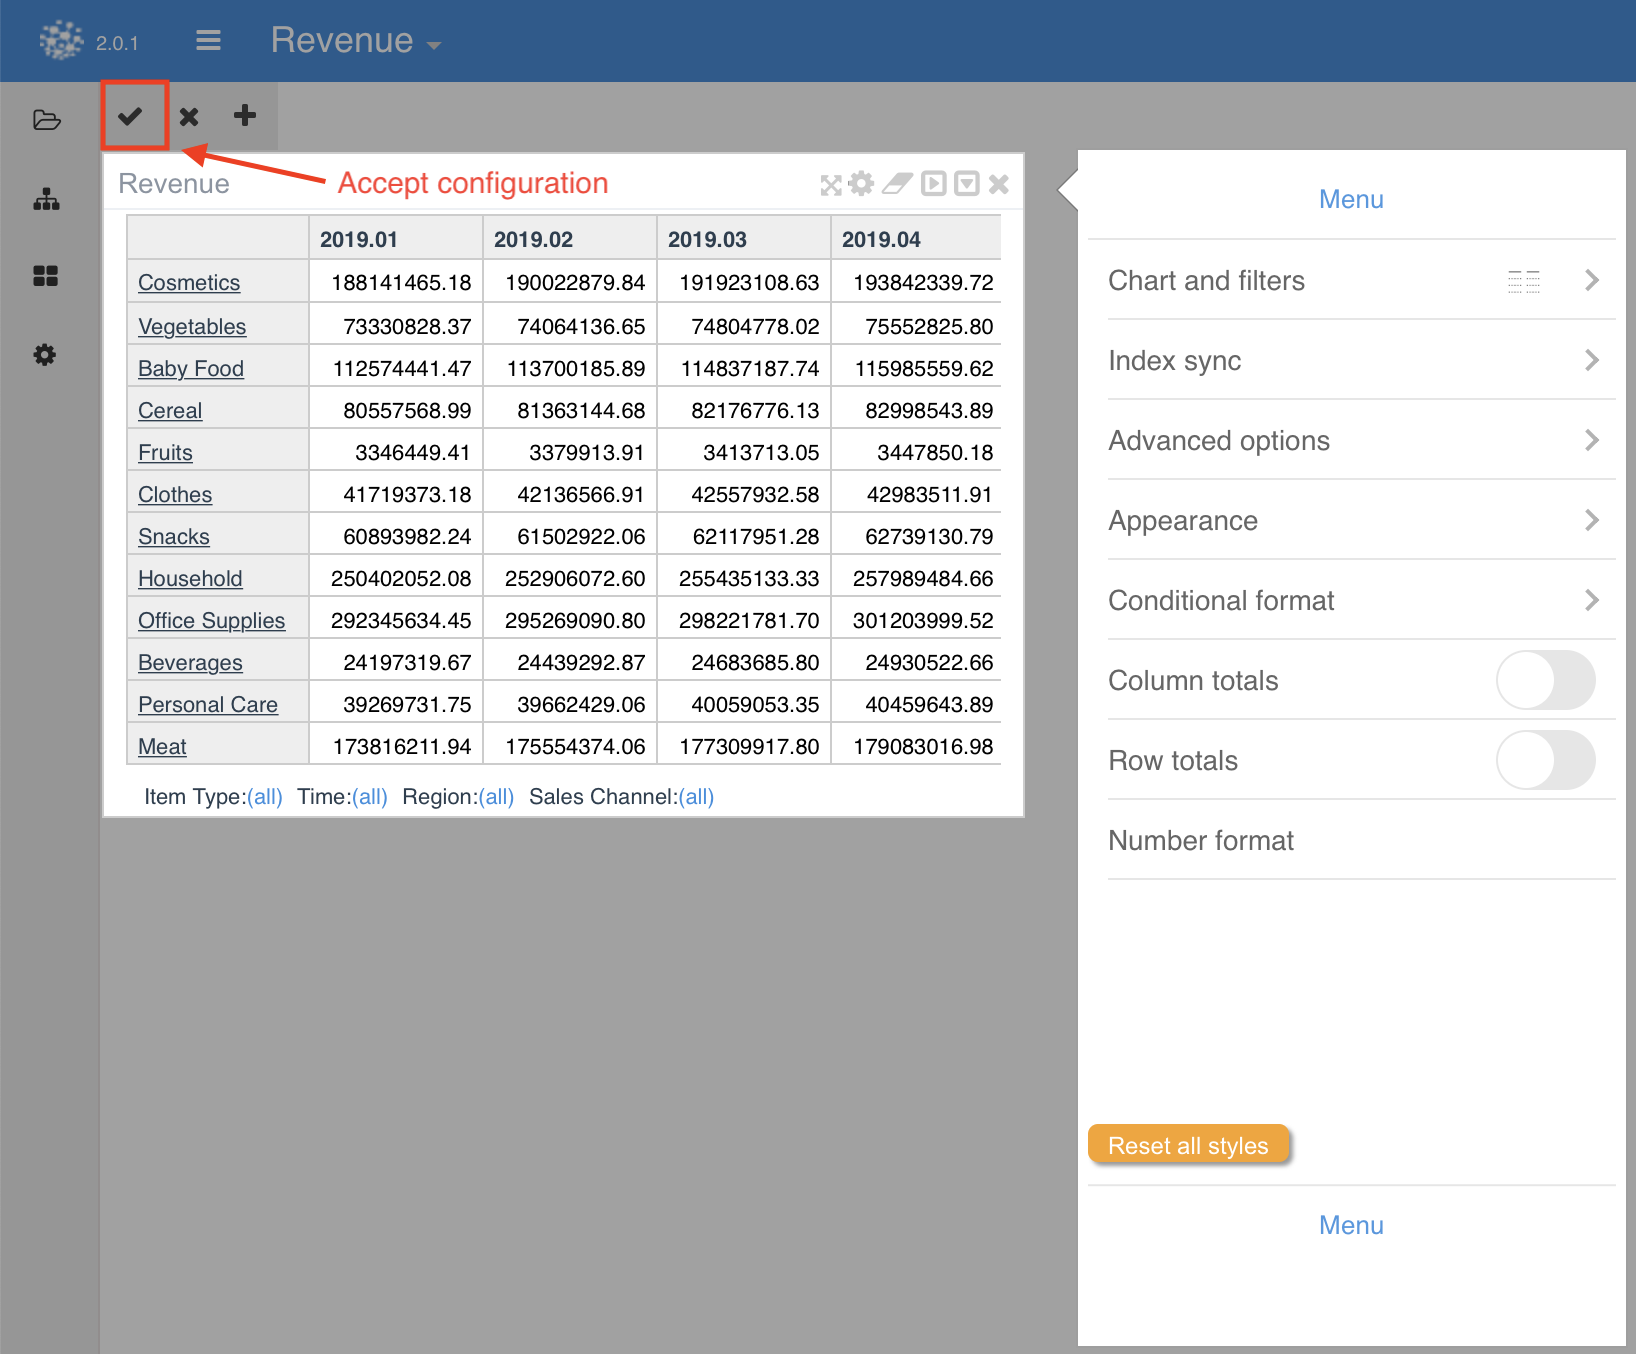 2.0.1 Revenue
Revenue Accept configuration
2019.01 2019.02 2019.03 2019.04
Cosmetics 188141465.18 190022879.84 191923108.63 193842339.72
Vegetables 73330828.37 74064136.65 74804778.02 75552825.80
Baby Food 112574441.47 113700185.89 114837187.74 115985559.62
Cereal 80557568.99 81363144.68 82176776.13 82998543.89
Fruits 3346449.41 3379913.91 3413713.05 3447850.18
Clothes 41719373.18 42136566.91 42557932.58 42983511.91
Snacks 60893982.24 61502922.06 62117951.28 62739130.79
Household 250402052.08 252906072.60 255435133.33 257989484.66
Office Supplies 292345634.45 295269090.80 298221781.70 301203999.52
Beverages 24197319.67 24439292.87 24683685.80 24930522.66
Personal Care 39269731.75 39662429.06 40059053.35 40459643.89
Meat 173816211.94 175554374.06 177309917.80 179083016.98
Item Type:(all) Time:(all) Region:(all) Sales Channel:(all)
Menu
Chart and filters
Index sync
Advanced options
Appearance
Conditional format
Column totals
Row totals
Number format
Reset all styles
Menu